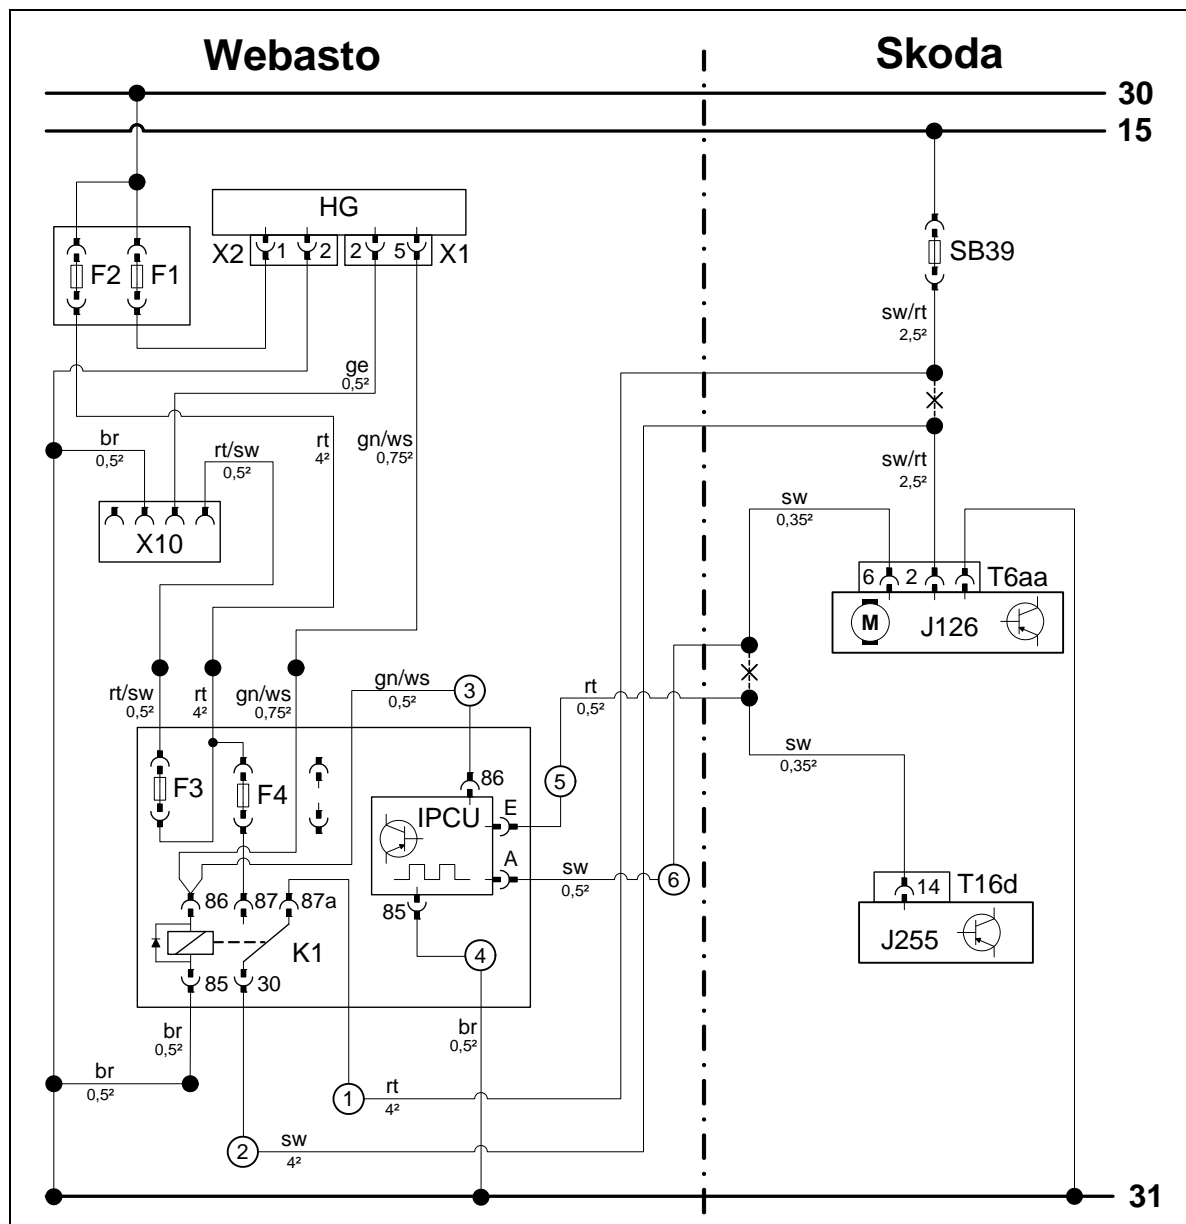 Webasto Skoda
30
15
HG
X2 1 2 2 5 X1
F2 F1
SB39
sw/rt
2,5²
ge
0,5²
br
0,5²
rt/sw
0,5²
rt
4²
gn/ws
0,75²
sw/rt
2,5²
sw
0,35²
X10
6 2 T6aa
M J126
rt/sw
0,5²
rt
4²
gn/ws
0,75²
gn/ws
0,5²
3
rt
0,5²
sw
0,35²
F3 F4
86
5
IPCU E
A
sw
0,5²
6
14 T16d
J255
86 87 87a
85
K1
4
85 30
br
0,5²
br
0,5²
br
0,5²
1
rt
4²
2
sw
4²
31